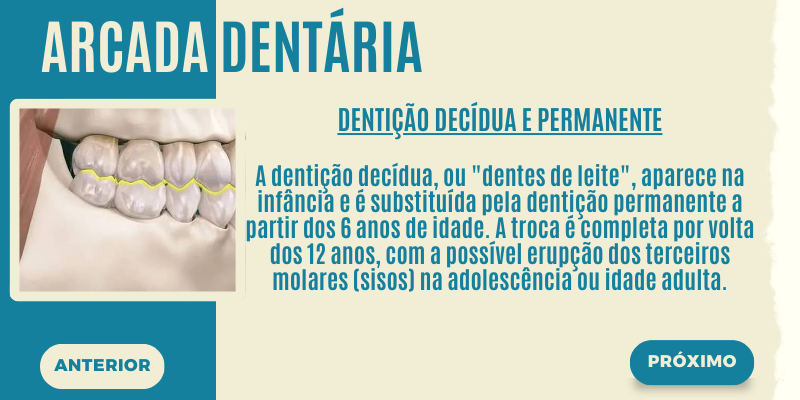 ARCADA DENTÁRIA
DENTIÇÃO DECÍDUA E PERMANENTE
A dentição decídua, ou "dentes de leite", aparece na
infância e é substituída pela dentição permanente a
partir dos 6 anos de idade. A troca é completa por volta
dos 12 anos, com a possível erupção dos terceiros
molares (sisos) na adolescência ou idade adulta.
ANTERIOR
PRÓXIMO